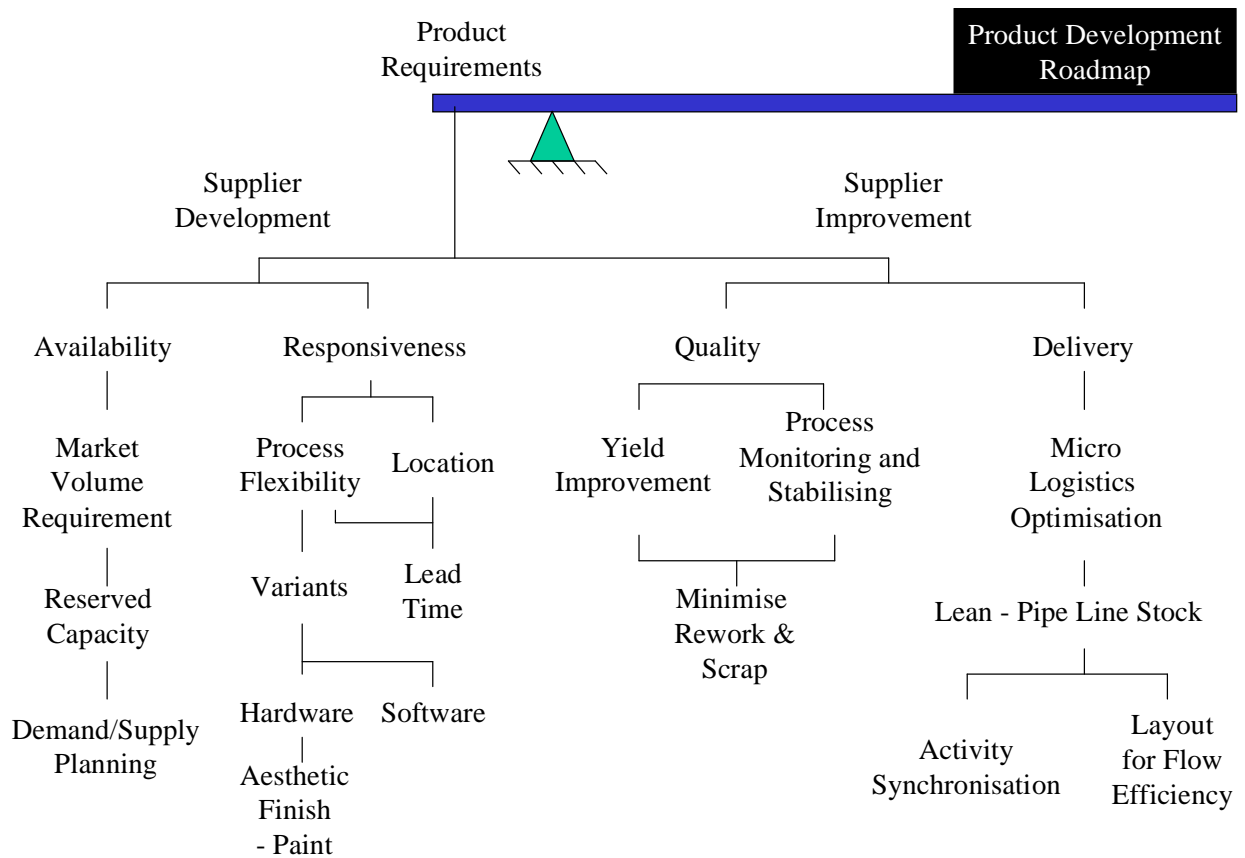 Product
Requirements
Product Development
Roadmap
Supplier
Development
Supplier
Improvement
Availability
Responsiveness
Quality
Delivery
Market
Volume
Requirement
Process
Flexibility
Location
Yield
Improvement
Process
Monitoring and
Stabilising
Micro
Logistics
Optimisation
Reserved
Capacity
Variants
Lead
Time
Minimise
Rework &
Scrap
Lean - Pipe Line Stock
Demand/Supply
Planning
Hardware
Software
Aesthetic
Finish
- Paint
Activity
Synchronisation
Layout
for Flow
Efficiency